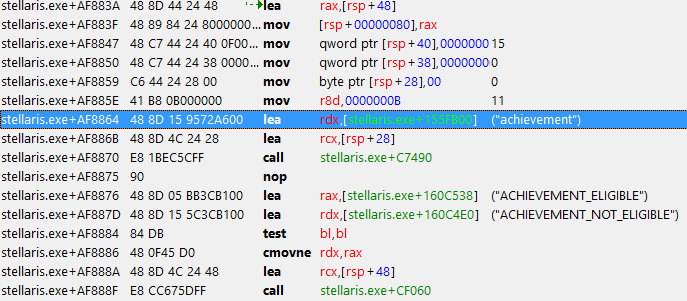 stellaris.exe+AF883A 48 8D 44 24 48 lea rax,[rsp+48]
stellaris.exe+AF883F 48 89 84 24 8000000... mov [rsp+00000080],rax
stellaris.exe+AF8847 48 C7 44 24 40 0F00... mov qword ptr [rsp+40],0000000 15
stellaris.exe+AF8850 48 C7 44 24 38 0000... mov qword ptr [rsp+38],0000000 0
stellaris.exe+AF8859 C6 44 24 28 00 mov byte ptr [rsp+28],00 0
stellaris.exe+AF885E 41 B8 0B000000 mov r8d,0000000B 11
stellaris.exe+AF8864 48 8D 15 9572A600 lea rdx,[stellaris.exe+155FB00] ("achievement")
stellaris.exe+AF886B 48 8D 4C 24 28 lea rcx,[rsp+28]
stellaris.exe+AF8870 E8 1BEC5CFF call stellaris.exe+C7490
stellaris.exe+AF8875 90 nop
stellaris.exe+AF8876 48 8D 05 BB3CB100 lea rax,[stellaris.exe+160C538] ("ACHIEVEMENT_ELIGIBLE")
stellaris.exe+AF887D 48 8D 15 5C3CB100 lea rdx,[stellaris.exe+160C4E0] ("ACHIEVEMENT_NOT_ELIGIBLE")
stellaris.exe+AF8884 84 DB test bl,bl
stellaris.exe+AF8886 48 0F45 D0 cmovne rdx,rax
stellaris.exe+AF888A 48 8D 4C 24 48 lea rcx,[rsp+48]
stellaris.exe+AF888F E8 CC675DFF call stellaris.exe+CF060